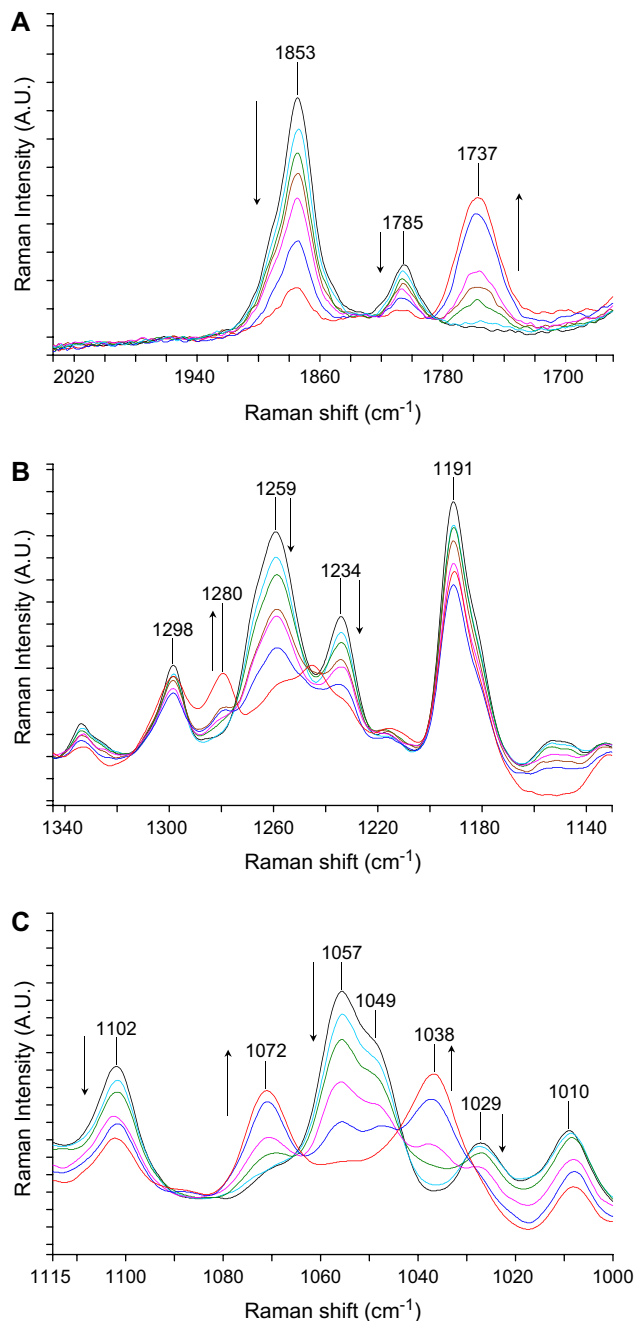 A
Raman Intensity (A.U.)
1853
1785
1737
2020 1940 1860 1780 1700
Raman shift (cm-1)
B
Raman Intensity (A.U.)
1298
1280
1259
1234
1191
1340 1300 1260 1220 1180 1140
Raman shift (cm-1)
C
Raman Intensity (A.U.)
1102
1072
1057
1049
1038
1029
1010
1115 1100 1080 1060 1040 1020 1000
Raman shift (cm-1)